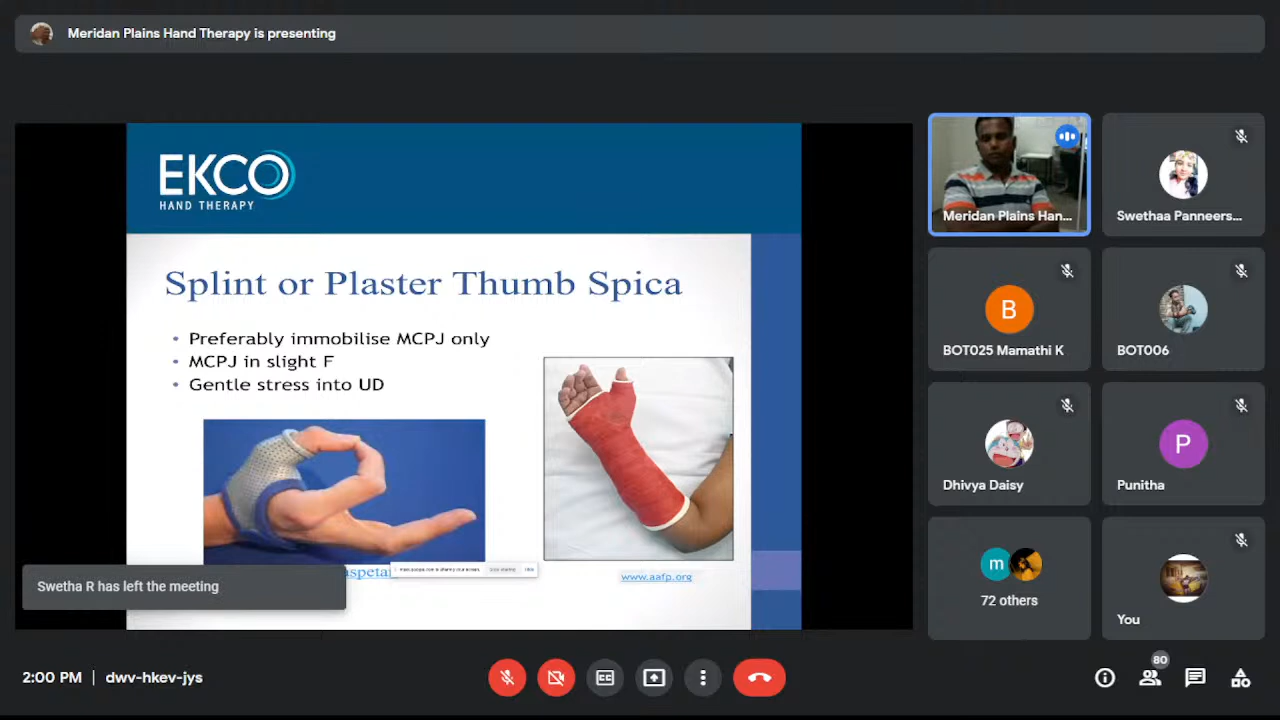 Meridan Plains Hand Therapy is presenting
EKCO
HAND THERAPY
Splint or Plaster Thumb Spica
• Preferably immobilise MCPJ only
• MCPJ in slight F
• Gentle stress into UD
www.aafp.org
Swetha R has left the meeting
Meridan Plains Han...
Swethaa Panneers...
B
BOT025 Mamathi K
BOT006
Dhivya Daisy
P
Punitha
m
72 others
You
2:00 PM | dwv-hkev-jys
80